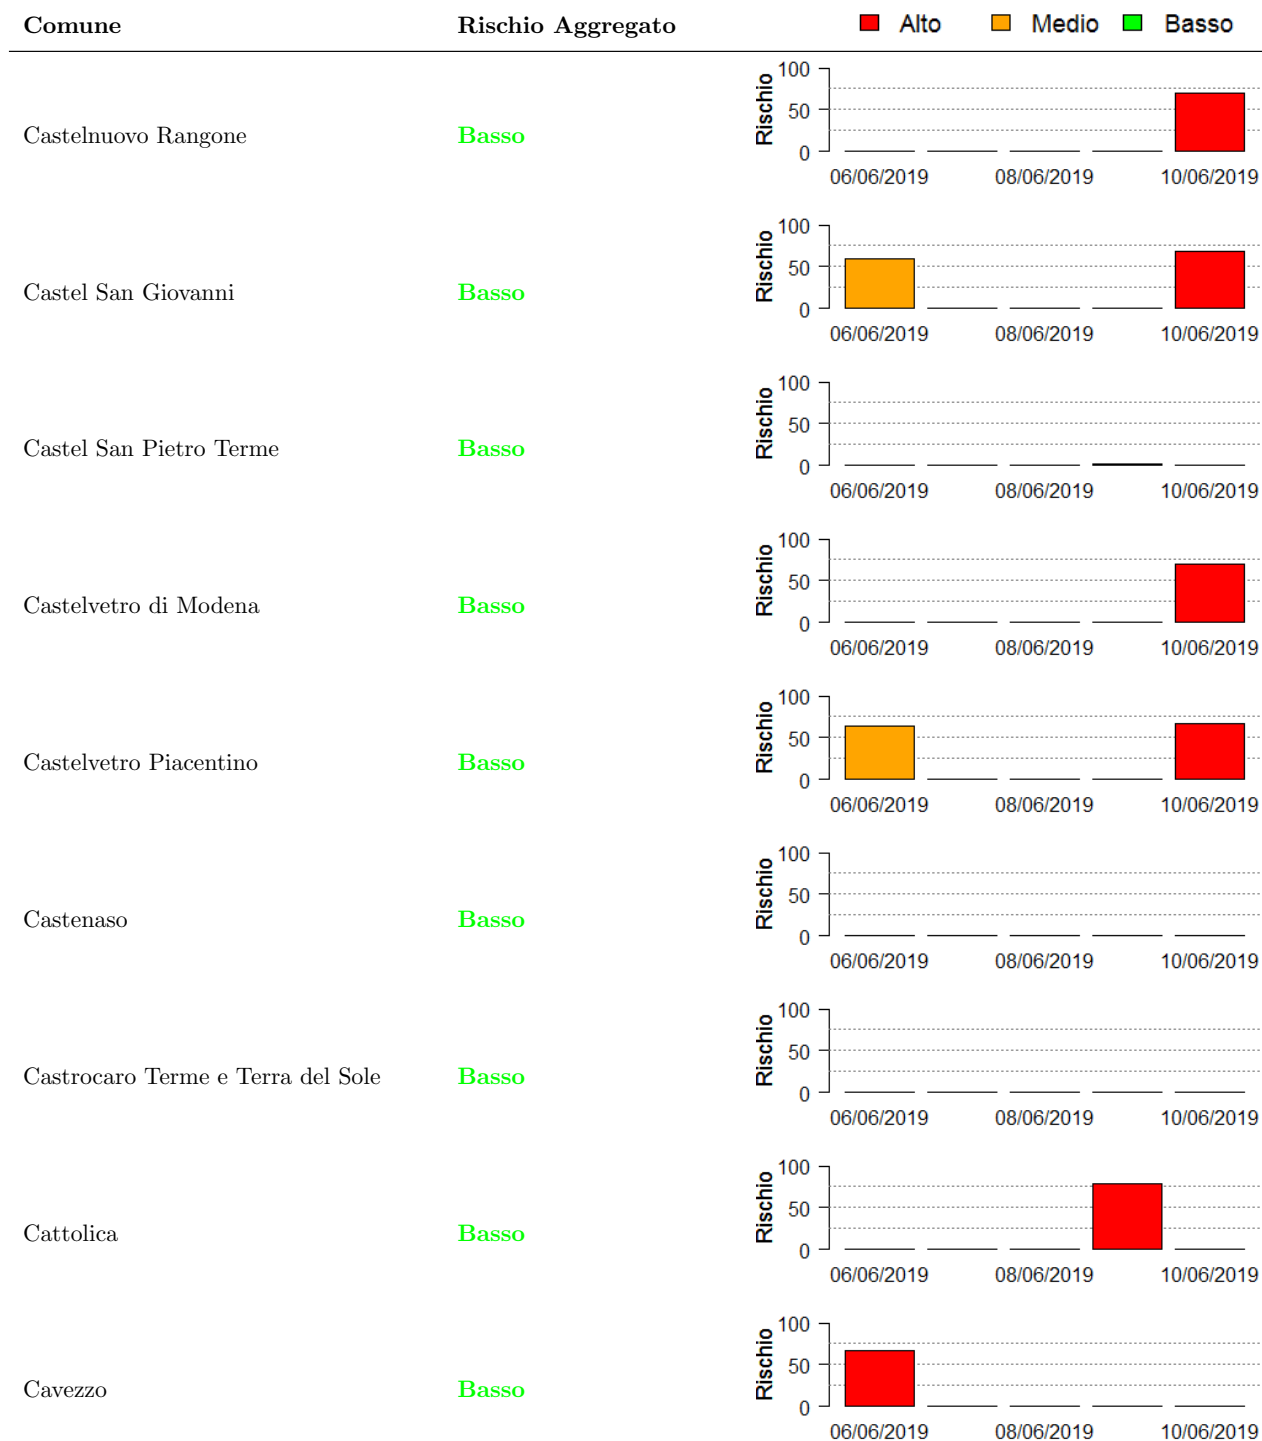 Comune Rischio Aggregato Alto Medio Basso
Castelnuovo Rangone Basso
Rischio
100
50
0
06/06/2019 08/06/2019 10/06/2019
Castel San Giovanni Basso
Rischio
100
50
0
06/06/2019 08/06/2019 10/06/2019
Castel San Pietro Terme Basso
Rischio
100
50
0
06/06/2019 08/06/2019 10/06/2019
Castelvetro di Modena Basso
Rischio
100
50
0
06/06/2019 08/06/2019 10/06/2019
Castelvetro Piacentino Basso
Rischio
100
50
0
06/06/2019 08/06/2019 10/06/2019
Castenaso Basso
Rischio
100
50
0
06/06/2019 08/06/2019 10/06/2019
Castrocaro Terme e Terra del Sole Basso
Rischio
100
50
0
06/06/2019 08/06/2019 10/06/2019
Cattolica Basso
Rischio
100
50
0
06/06/2019 08/06/2019 10/06/2019
Cavezzo Basso
Rischio
100
50
0
06/06/2019 08/06/2019 10/06/2019